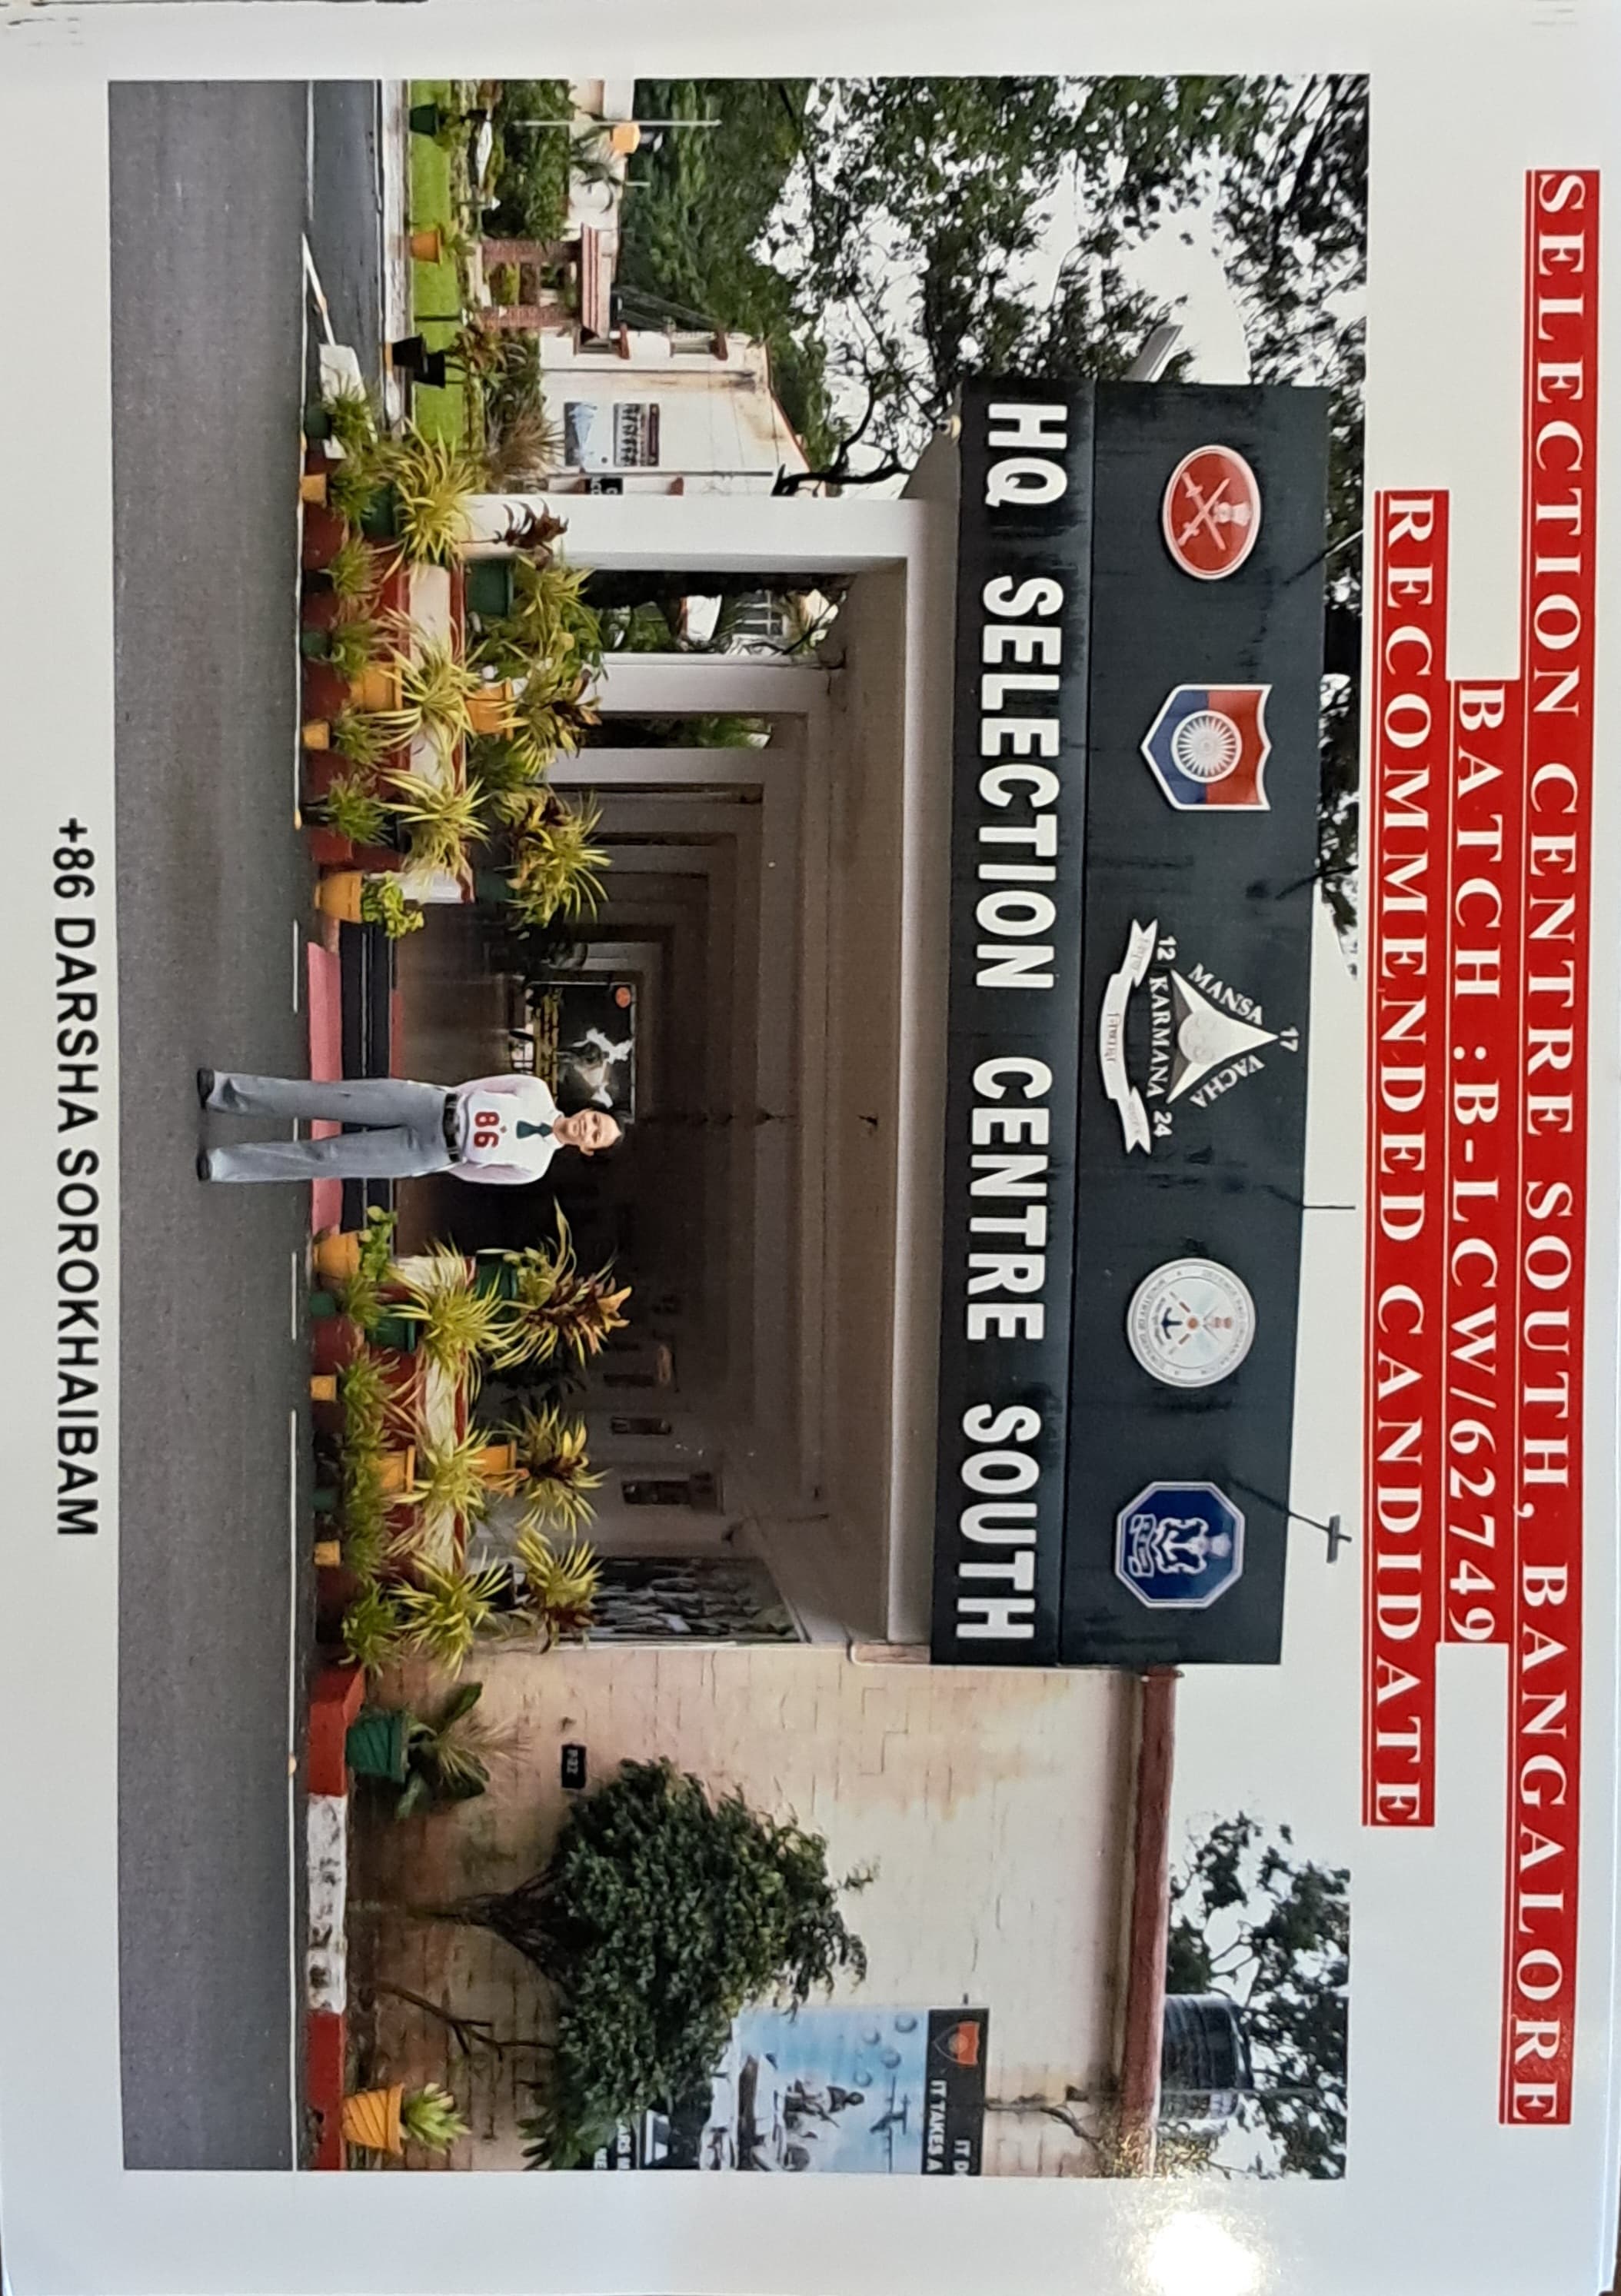 SELECTION CENTRE SOUTH, BANGALORE
BATCH :B-LCW/62749
RECOMMENDED CANDIDATE
17
MANSA VACHA
12 KARMANA 24
HQ SELECTION CENTRE SOUTH
IT TAKES A
86
+86 DARSHA SOROKHAIBAM